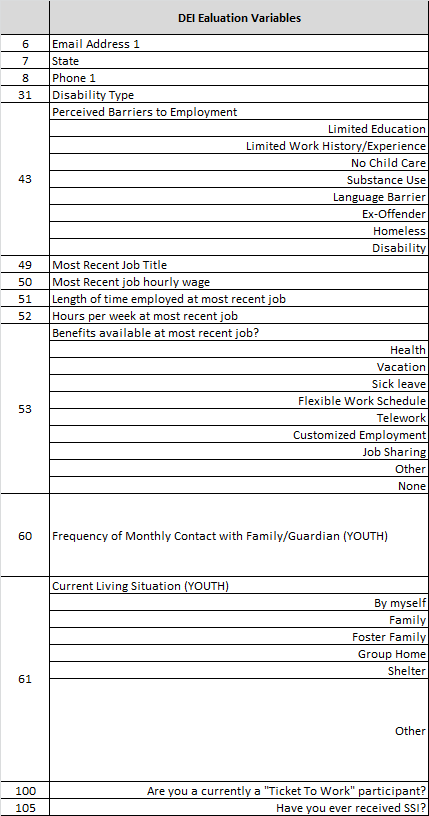 DEI Ealuation Variables
6 Email Address 1
7 State
8 Phone 1
31 Disability Type
43 Perceived Barriers to Employment
Limited Education
Limited Work History/Experience
No Child Care
Substance Use
Language Barrier
Ex-Offender
Homeless
Disability
49 Most Recent Job Title
50 Most Recent job hourly wage
51 Length of time employed at most recent job
52 Hours per week at most recent job
53 Benefits available at most recent job?
Health
Vacation
Sick leave
Flexible Work Schedule
Telework
Customized Employment
Job Sharing
Other
None
60 Frequency of Monthly Contact with Family/Guardian (YOUTH)
61 Current Living Situation (YOUTH)
By myself
Family
Foster Family
Group Home
Shelter
Other
100 Are you a currently a "Ticket To Work" participant?
105 Have you ever received SSI?